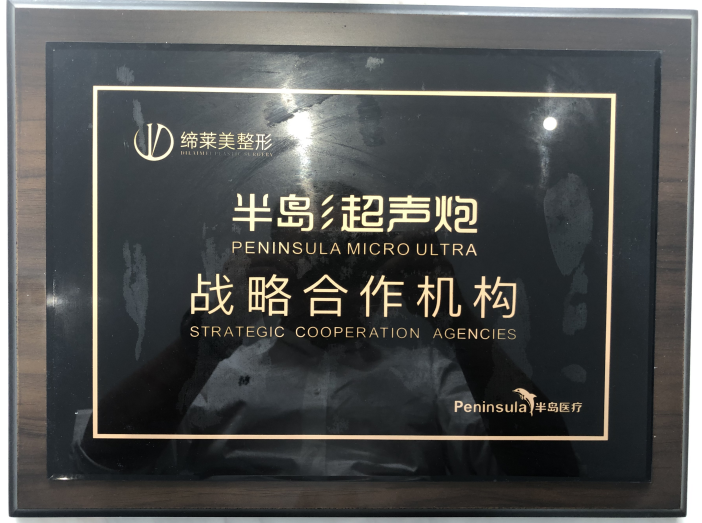 缔莱美整形
半岛超声炮
PENINSULA MICRO ULTRA
战略合作机构
STRATEGIC COOPERATION AGENCIES
Peninsula 半岛医疗